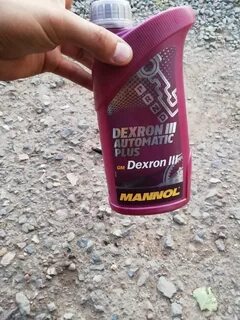 DEXRON III
AUTOMATIC
PLUS
GM Dexron III
MANNOL